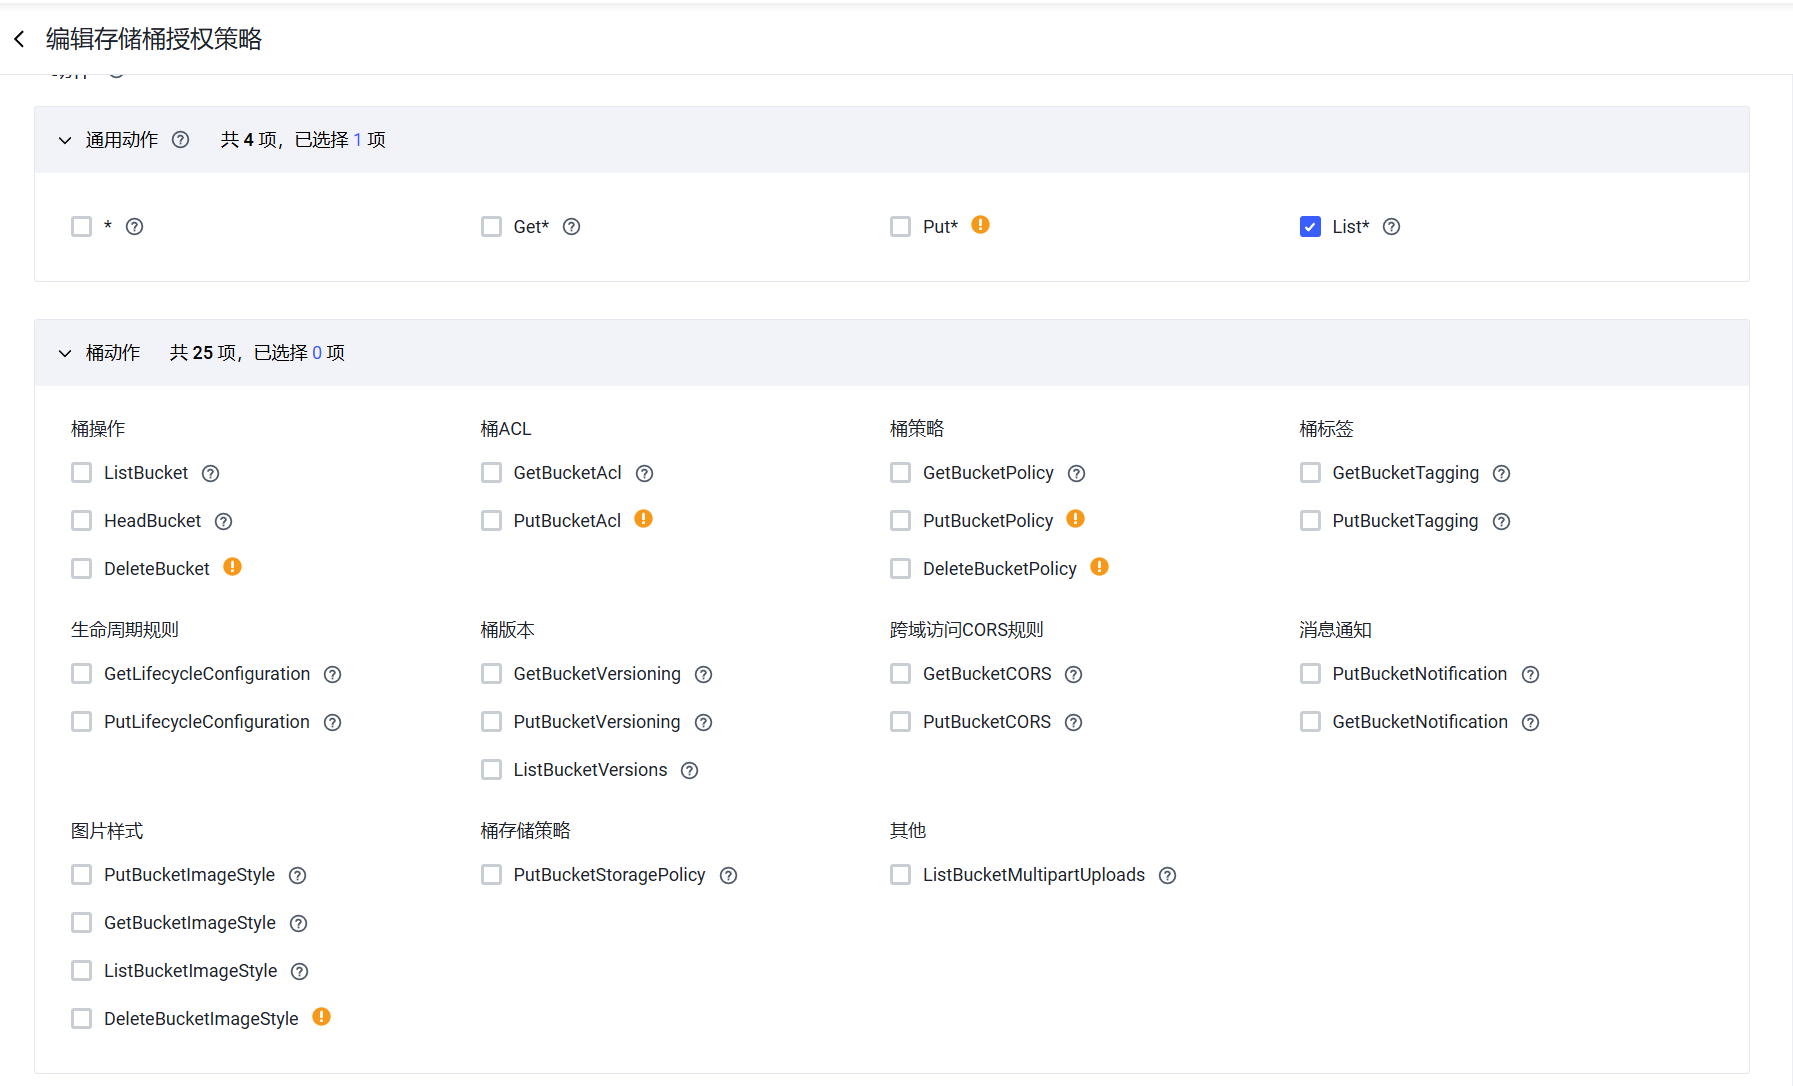 编辑存储桶授权策略
通用动作 共 4 项，已选择 1 项
* Get* Put* List*
桶动作 共 25 项，已选择 0 项
桶操作 桶ACL 桶策略 桶标签
ListBucket GetBucketAcl GetBucketPolicy GetBucketTagging
HeadBucket PutBucketAcl PutBucketPolicy PutBucketTagging
DeleteBucket DeleteBucketPolicy
生命周期规则 桶版本 跨域访问CORS规则 消息通知
GetLifecycleConfiguration GetBucketVersioning GetBucketCORS PutBucketNotification
PutLifecycleConfiguration PutBucketVersioning PutBucketCORS GetBucketNotification
ListBucketVersions
图片样式 桶存储策略 其他
PutBucketImageStyle PutBucketStoragePolicy ListBucketMultipartUploads
GetBucketImageStyle
ListBucketImageStyle
DeleteBucketImageStyle